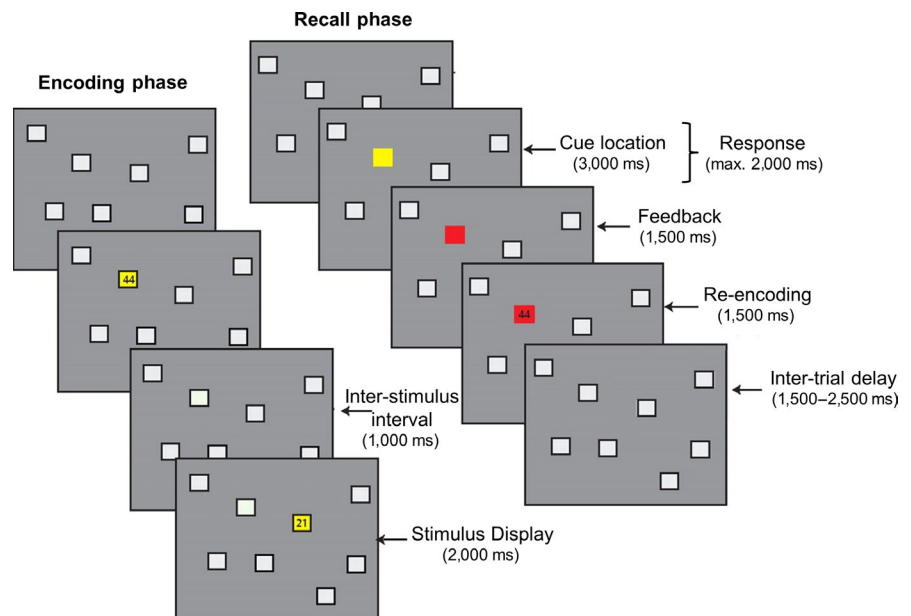 Recall phase
Encoding phase
44
21
Inter-stimulus
interval
(1,000 ms)
Stimulus Display
(2,000 ms)
Cue location
(3,000 ms)
Response
(max. 2,000 ms)
Feedback
(1,500 ms)
44
Re-encoding
(1,500 ms)
Inter-trial delay
(1,500–2,500 ms)